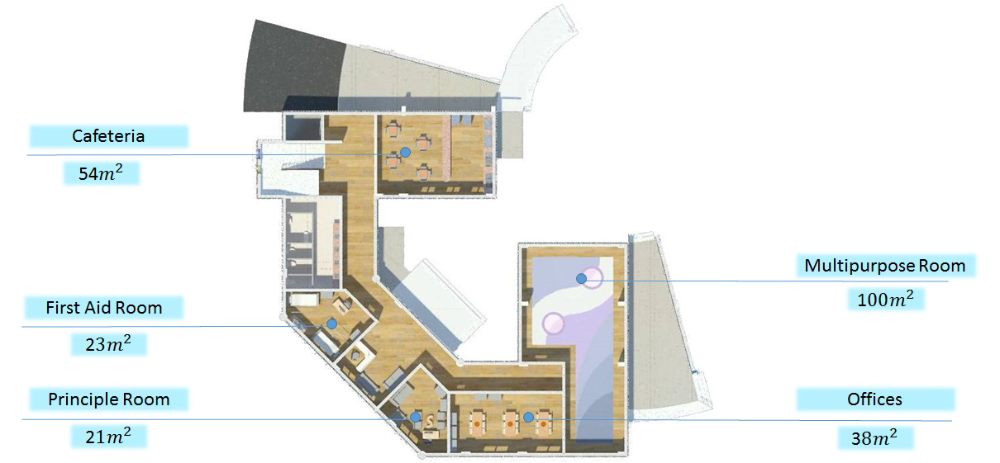 Cafeteria
54m²
First Aid Room
23m²
Principle Room
21m²
Multipurpose Room
100m²
Offices
38m²